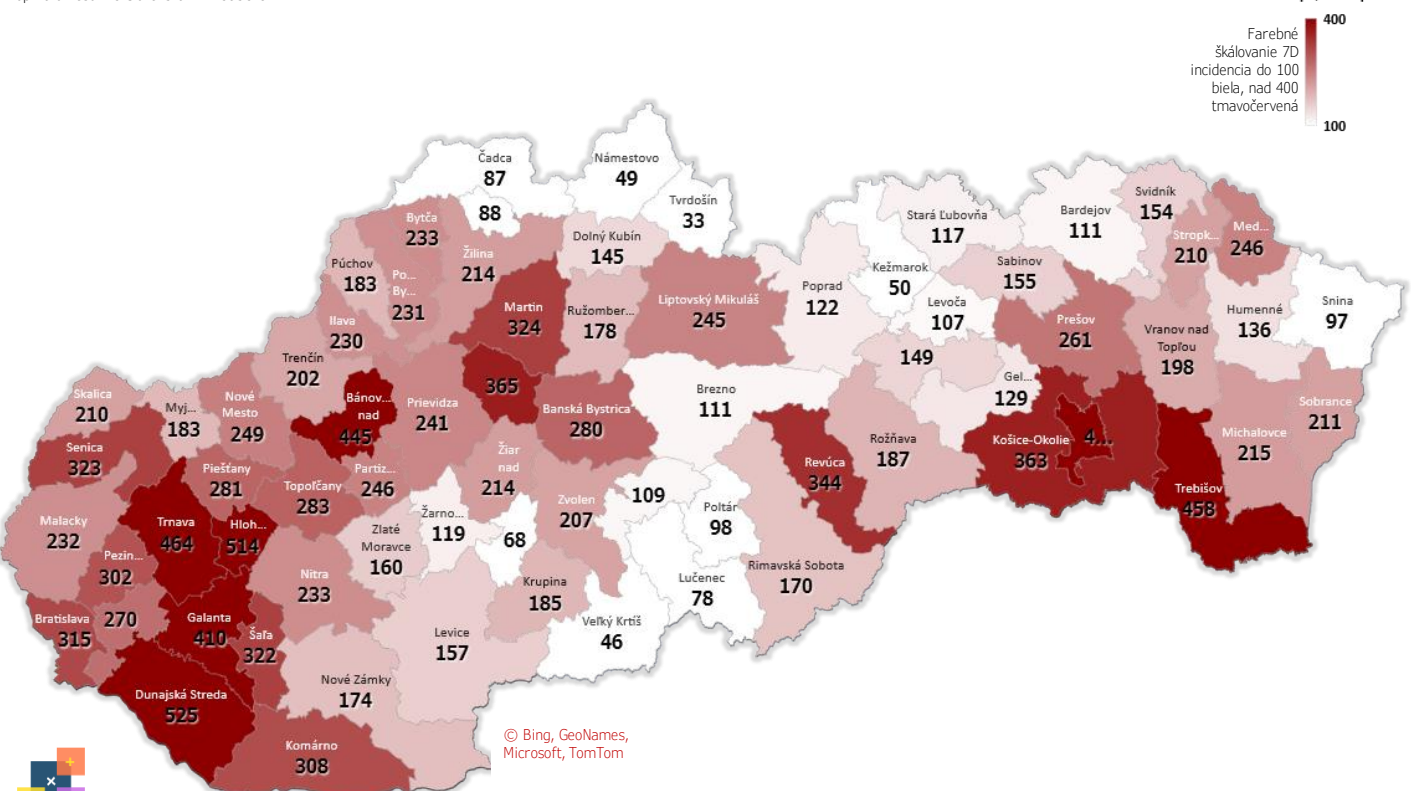 400
Farebné
škálovanie 7D
incidencia do 100
biela, nad 400
tmavočervená
100
Čadca
87
Námestovo
49
88
Tvrdošín
33
Bytča
233
Žilina
214
Dolný Kubín
145
Púchov
183
Po...
By...
231
Ilava
230
Martin
324
Ružomber...
178
Liptovský Mikuláš
245
Poprad
122
Kežmarok
50
Stará Ľubovňa
117
Bardejov
111
Svidník
154
Stropk...
210
Med...
246
Sabinov
155
Levoča
107
Prešov
261
Vranov nad
Topľou
198
Humenné
136
Snina
97
Trenčín
202
149
Gel...
129
Skalica
210
Myj...
183
Nové
Mesto
249
Bánov...
nad
445
Prievidza
241
365
Banská Bystrica
280
Brezno
111
Senica
323
Piešťany
281
Topoľčany
283
Partiz...
246
Žiar
nad
214
Zvolen
207
109
Poltár
98
Revúca
344
Rožňava
187
Košice-Okolie
363
4...
Trebišov
458
Michalovce
215
Sobrance
211
Malacky
232
Trnava
464
Hloh...
514
Pezin...
302
Zlaté
Moravce
160
Žarno...
119
68
Nitra
233
Krupina
185
Lučenec
78
Rimavská Sobota
170
Bratislava
315
270
Galanta
410
Šaľa
322
Levice
157
Veľký Krtíš
46
Dunajská Streda
525
Nové Zámky
174
Komárno
308
© Bing, GeoNames,
Microsoft, TomTom